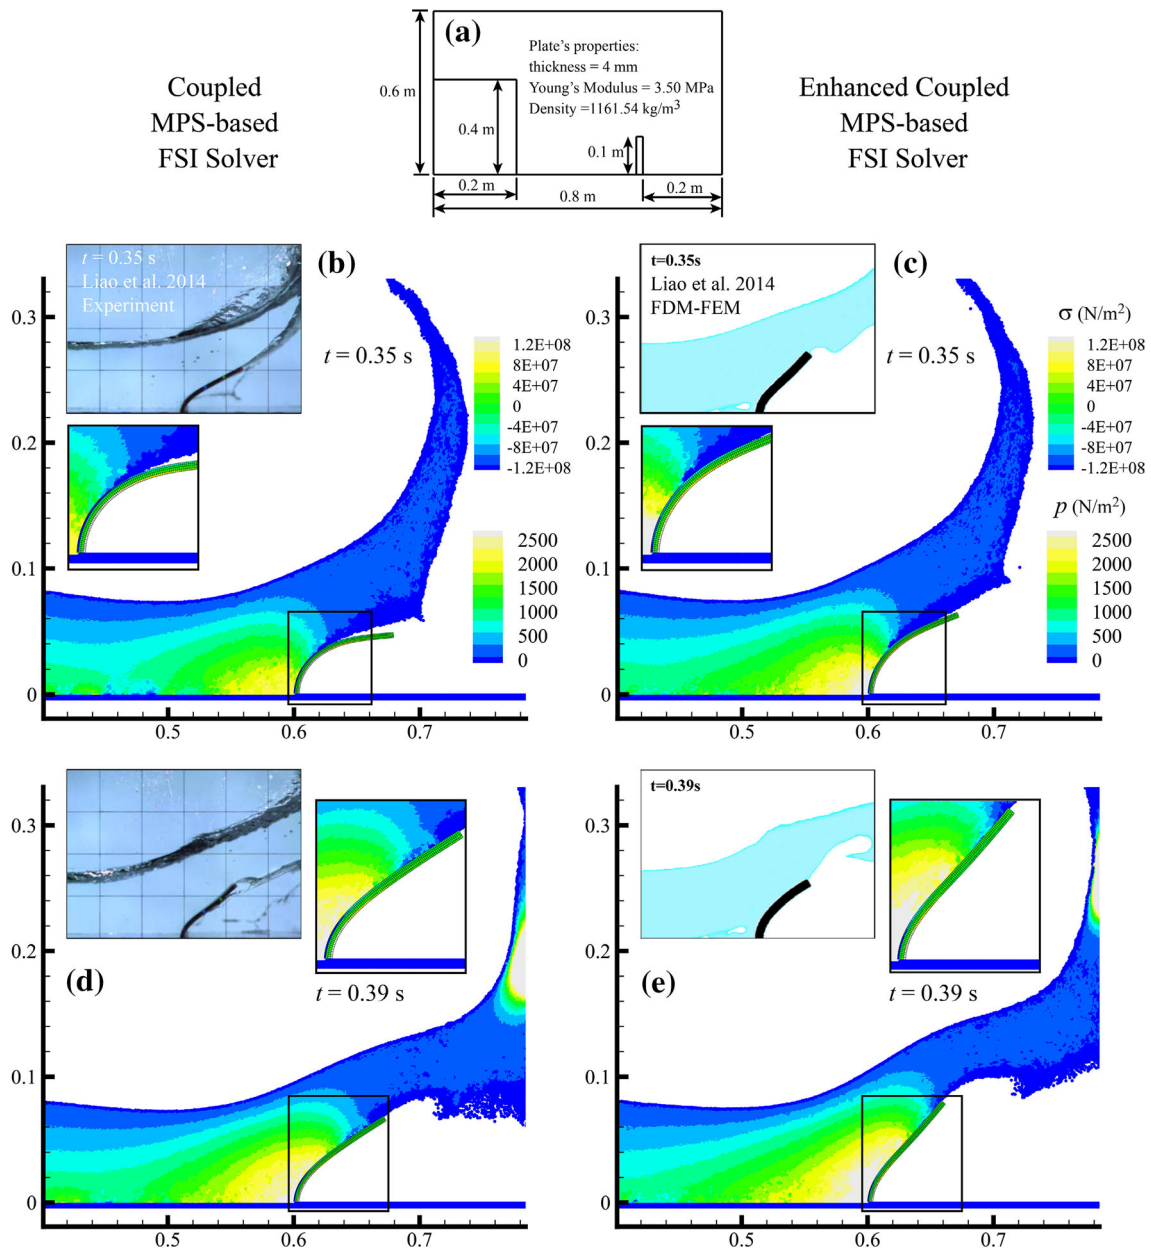 (a)
Plate's properties:
thickness = 4 mm
Young's Modulus = 3.50 MPa
Density =1161.54 kg/m³
0.6 m
0.4 m
0.1 m
0.2 m
0.2 m
0.8 m
Coupled
MPS-based
FSI Solver
Enhanced Coupled
MPS-based
FSI Solver
t = 0.35 s
Liao et al. 2014
Experiment
(b)
t = 0.35 s
0.3
0.2
0.1
0
0.5
0.6
0.7
1.2E+08
8E+07
4E+07
0
-4E+07
-8E+07
-1.2E+08
2500
2000
1500
1000
500
0
t=0.35s
Liao et al. 2014
FDM-FEM
(c)
t = 0.35 s
σ (N/m²)
1.2E+08
8E+07
4E+07
0
-4E+07
-8E+07
-1.2E+08
p (N/m²)
2500
2000
1500
1000
500
0
0.3
0.2
0.1
0
0.5
0.6
0.7
(d)
t = 0.39 s
0.3
0.2
0.1
0
0.5
0.6
0.7
t=0.39s
(e)
t = 0.39 s
0.3
0.2
0.1
0
0.5
0.6
0.7